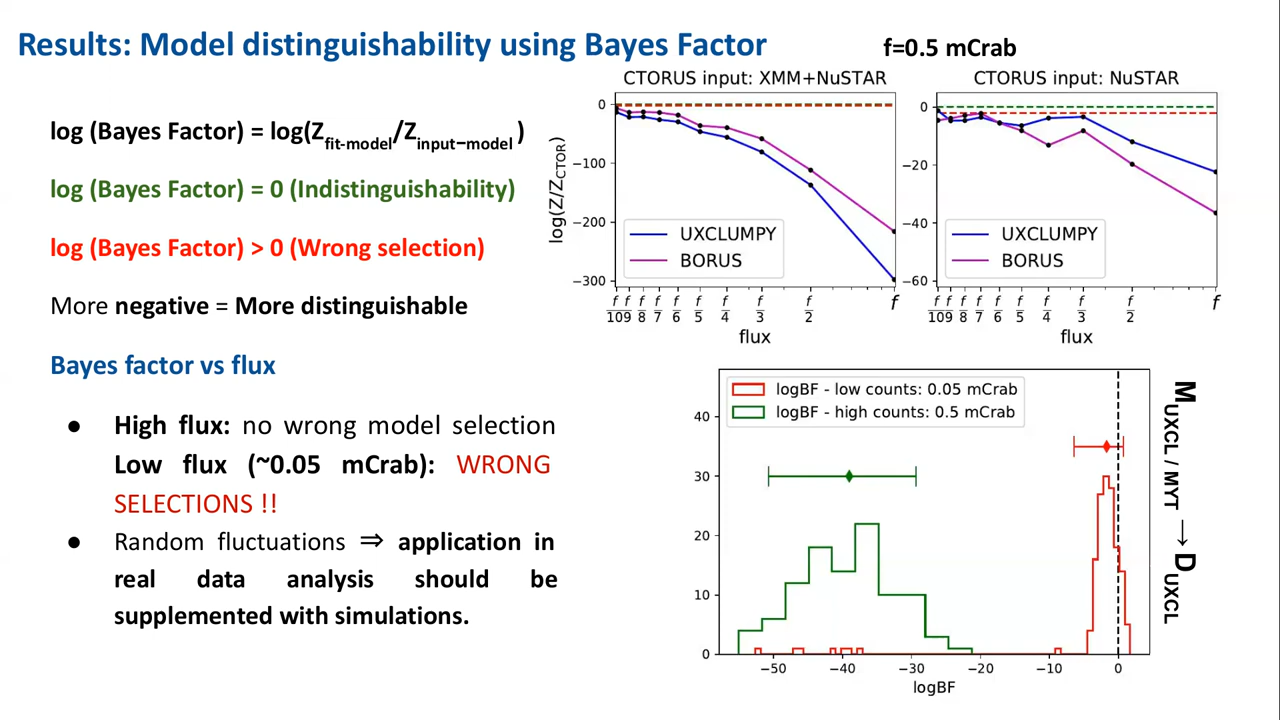 Results: Model distinguishability using Bayes Factor
f=0.5 mCrab
log (Bayes Factor) = log(Zfit-model/Zinput−model )
log (Bayes Factor) = 0 (Indistinguishability)
log (Bayes Factor) > 0 (Wrong selection)
More negative = More distinguishable
Bayes factor vs flux
● High flux: no wrong model selection
Low flux (~0.05 mCrab): WRONG
SELECTIONS !!
● Random fluctuations ⇒ application in
real data analysis should be
supplemented with simulations.
CTORUS input: XMM+NuSTAR
log(Z/ZCTOR)
0
−100
−200
−300
UXCLUMPY
BORUS
f/10 f/9 f/8 f/7 f/6 f/5 f/4 f/3 f/2 f
flux
CTORUS input: NuSTAR
0
−20
−40
−60
UXCLUMPY
BORUS
f/10 f/9 f/8 f/7 f/6 f/5 f/4 f/3 f/2 f
flux
logBF - low counts: 0.05 mCrab
logBF - high counts: 0.5 mCrab
40
30
20
10
0
−50 −40 −30 −20 −10 0
logBF
MUXCL / MYT → DUXCL